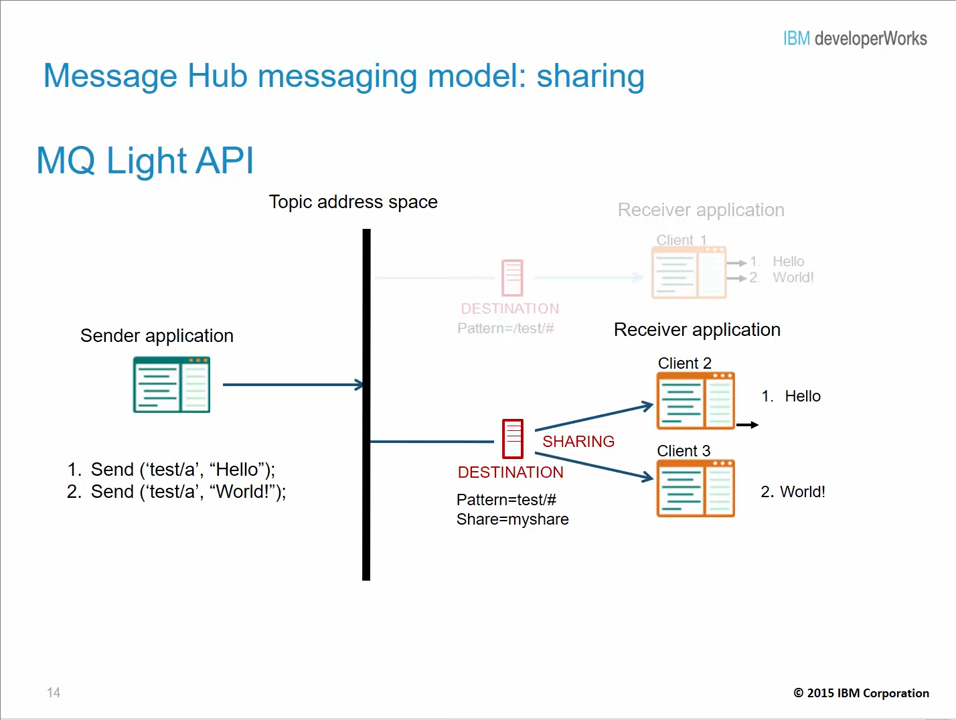 IBM developerWorks
Message Hub messaging model: sharing
MQ Light API
Topic address space
Receiver application
Client 1
1. Hello
2. World!
DESTINATION
Pattern=/test/#
Sender application
Receiver application
Client 2
1. Hello
SHARING
Client 3
DESTINATION
1. Send (‘test/a’, “Hello”);
2. Send (‘test/a’, “World!”);
2. World!
Pattern=test/#
Share=myshare
14
© 2015 IBM Corporation